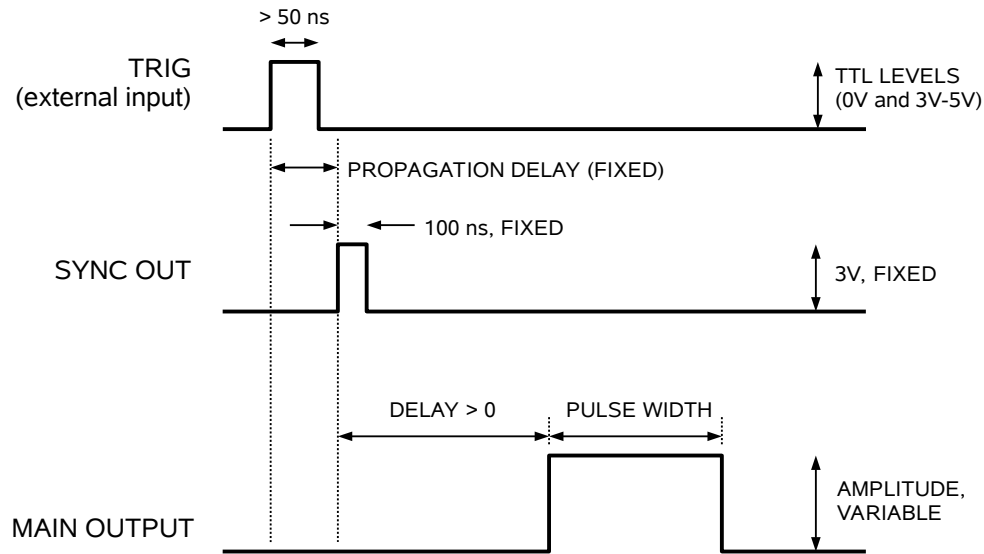 > 50 ns
TRIG
(external input)
TTL LEVELS
(0V and 3V-5V)
PROPAGATION DELAY (FIXED)
100 ns, FIXED
SYNC OUT
3V, FIXED
DELAY > 0
PULSE WIDTH
AMPLITUDE,
VARIABLE
MAIN OUTPUT